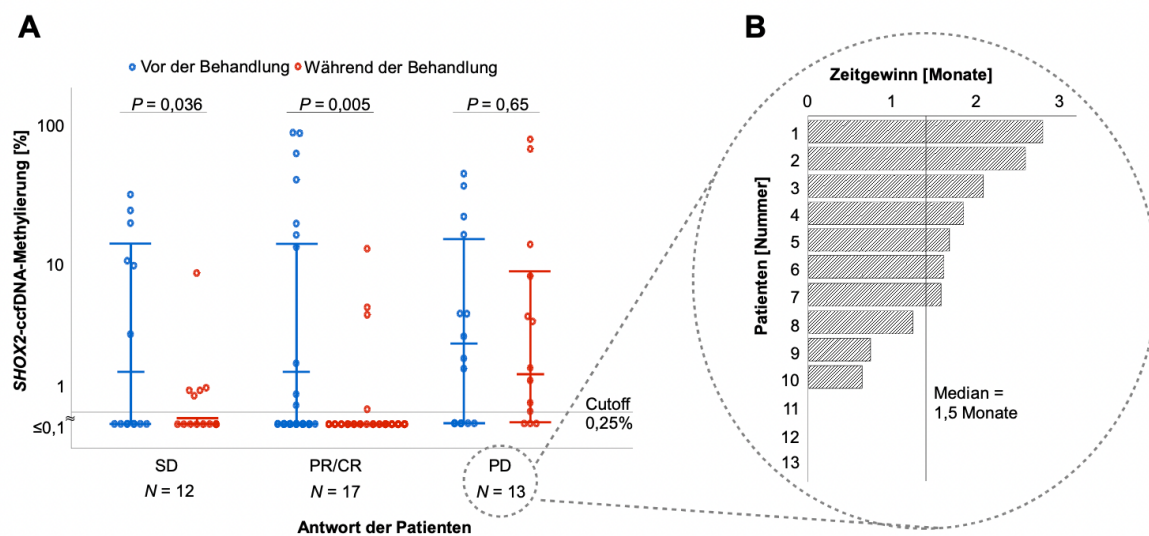 A
Vor der Behandlung Während der Behandlung
P = 0,036
P = 0,005
P = 0,65
SHOX2-ccfDNA-Methylierung [%]
100
10
1
≤0,1
≈
Cutoff
0,25%
SD
PR/CR
PD
N = 12
N = 17
N = 13
Antwort der Patienten
B
Zeitgewinn [Monate]
0 1 2 3
Patienten [Nummer]
1
2
3
4
5
6
7
8
9
10
11
12
13
Median =
1,5 Monate